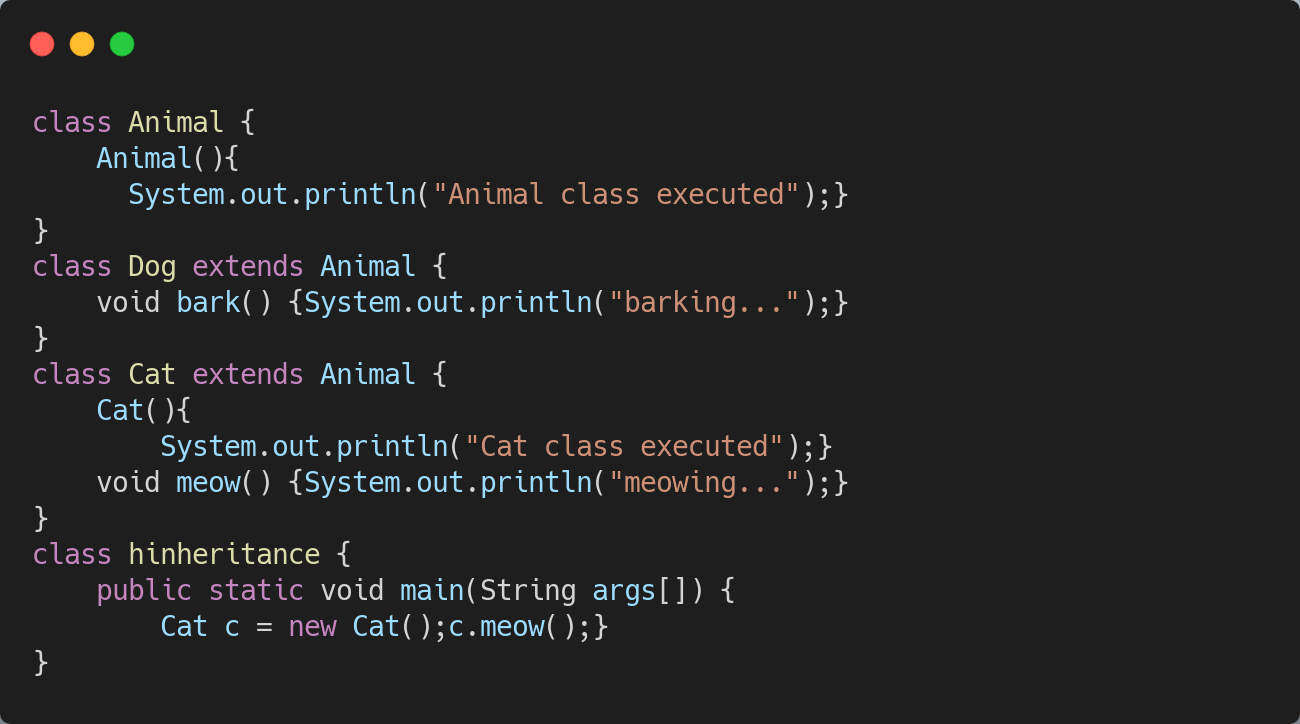 class Animal {
    Animal(){
      System.out.println("Animal class executed");}
}
class Dog extends Animal {
    void bark() {System.out.println("barking...");}
}
class Cat extends Animal {
    Cat(){
        System.out.println("Cat class executed");}
    void meow() {System.out.println("meowing...");}
}
class hinheritance {
    public static void main(String args[]) {
        Cat c = new Cat();c.meow();}
}